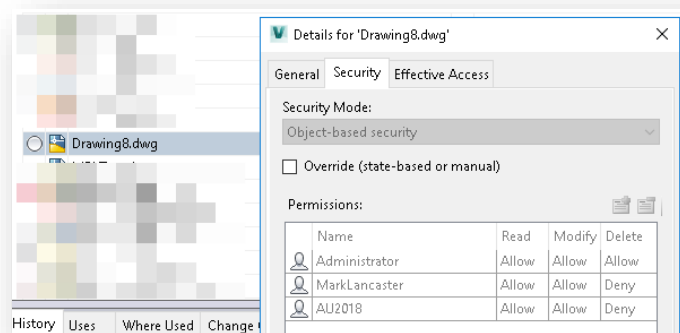 Details for 'Drawing8.dwg'
General Security Effective Access
Security Mode:
Object-based security
Drawing8.dwg
Override (state-based or manual)
Permissions:
Name Read Modify Delete
Administrator Allow Allow Allow
MarkLancaster Allow Allow Deny
AU2018 Allow Allow Deny
History Uses Where Used Change